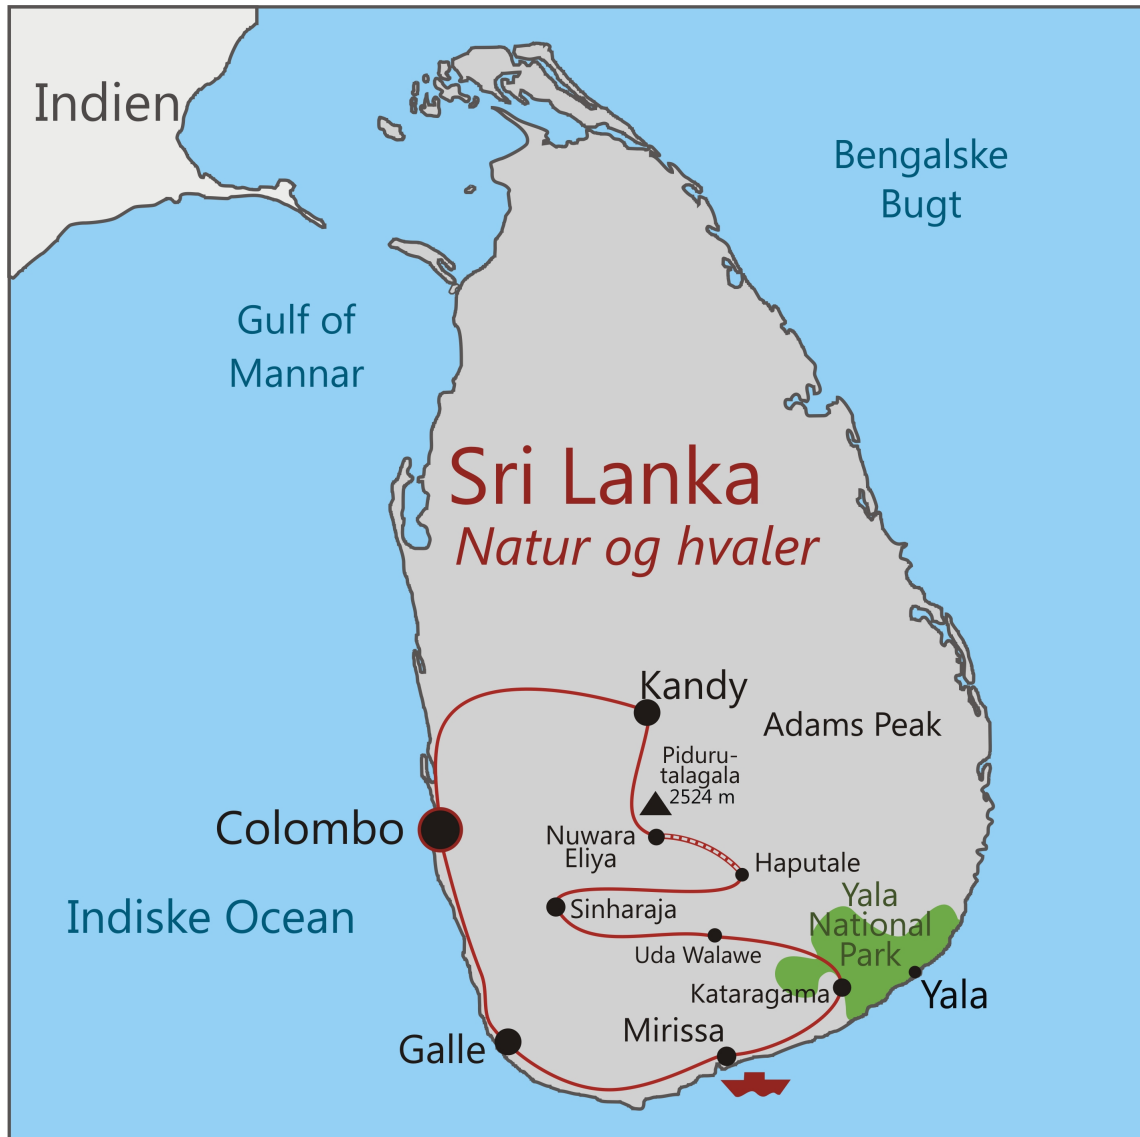 Indien
Bengalske
Bugt
Gulf of
Mannar
Sri Lanka
Natur og hvaler
Kandy
Adams Peak
Piduru-
talagala
2524 m
Colombo
Nuwara
Eliya
Haputale
Yala
National
Park
Sinharaja
Indiske Ocean
Uda Walawe
Kataragama
Yala
Mirissa
Galle